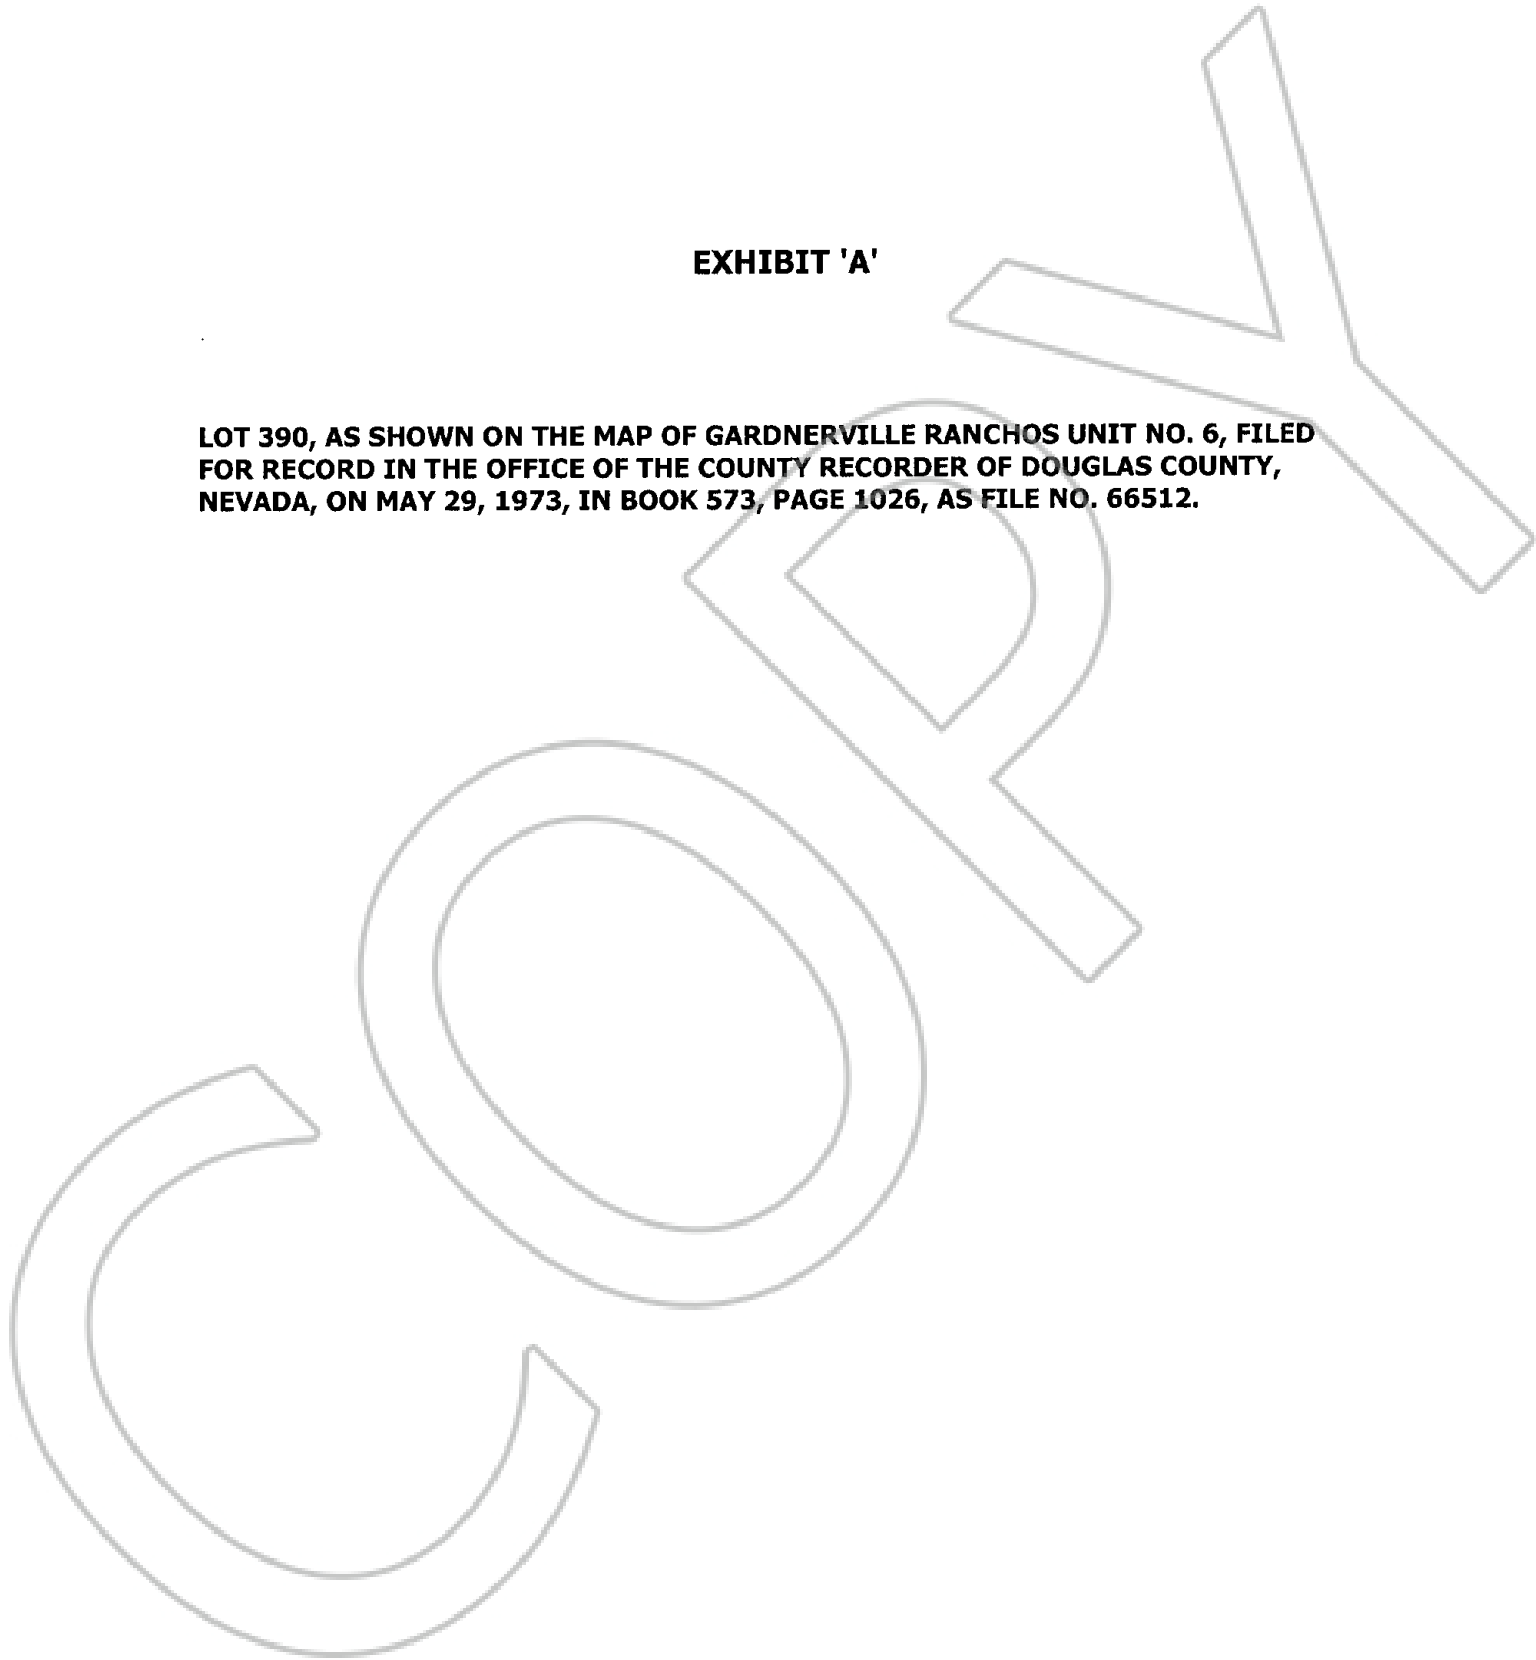 EXHIBIT 'A'
LOT 390, AS SHOWN ON THE MAP OF GARDNERVILLE RANCHOS UNIT NO. 6, FILED
FOR RECORD IN THE OFFICE OF THE COUNTY RECORDER OF DOUGLAS COUNTY,
NEVADA, ON MAY 29, 1973, IN BOOK 573, PAGE 1026, AS FILE NO. 66512.
COPY